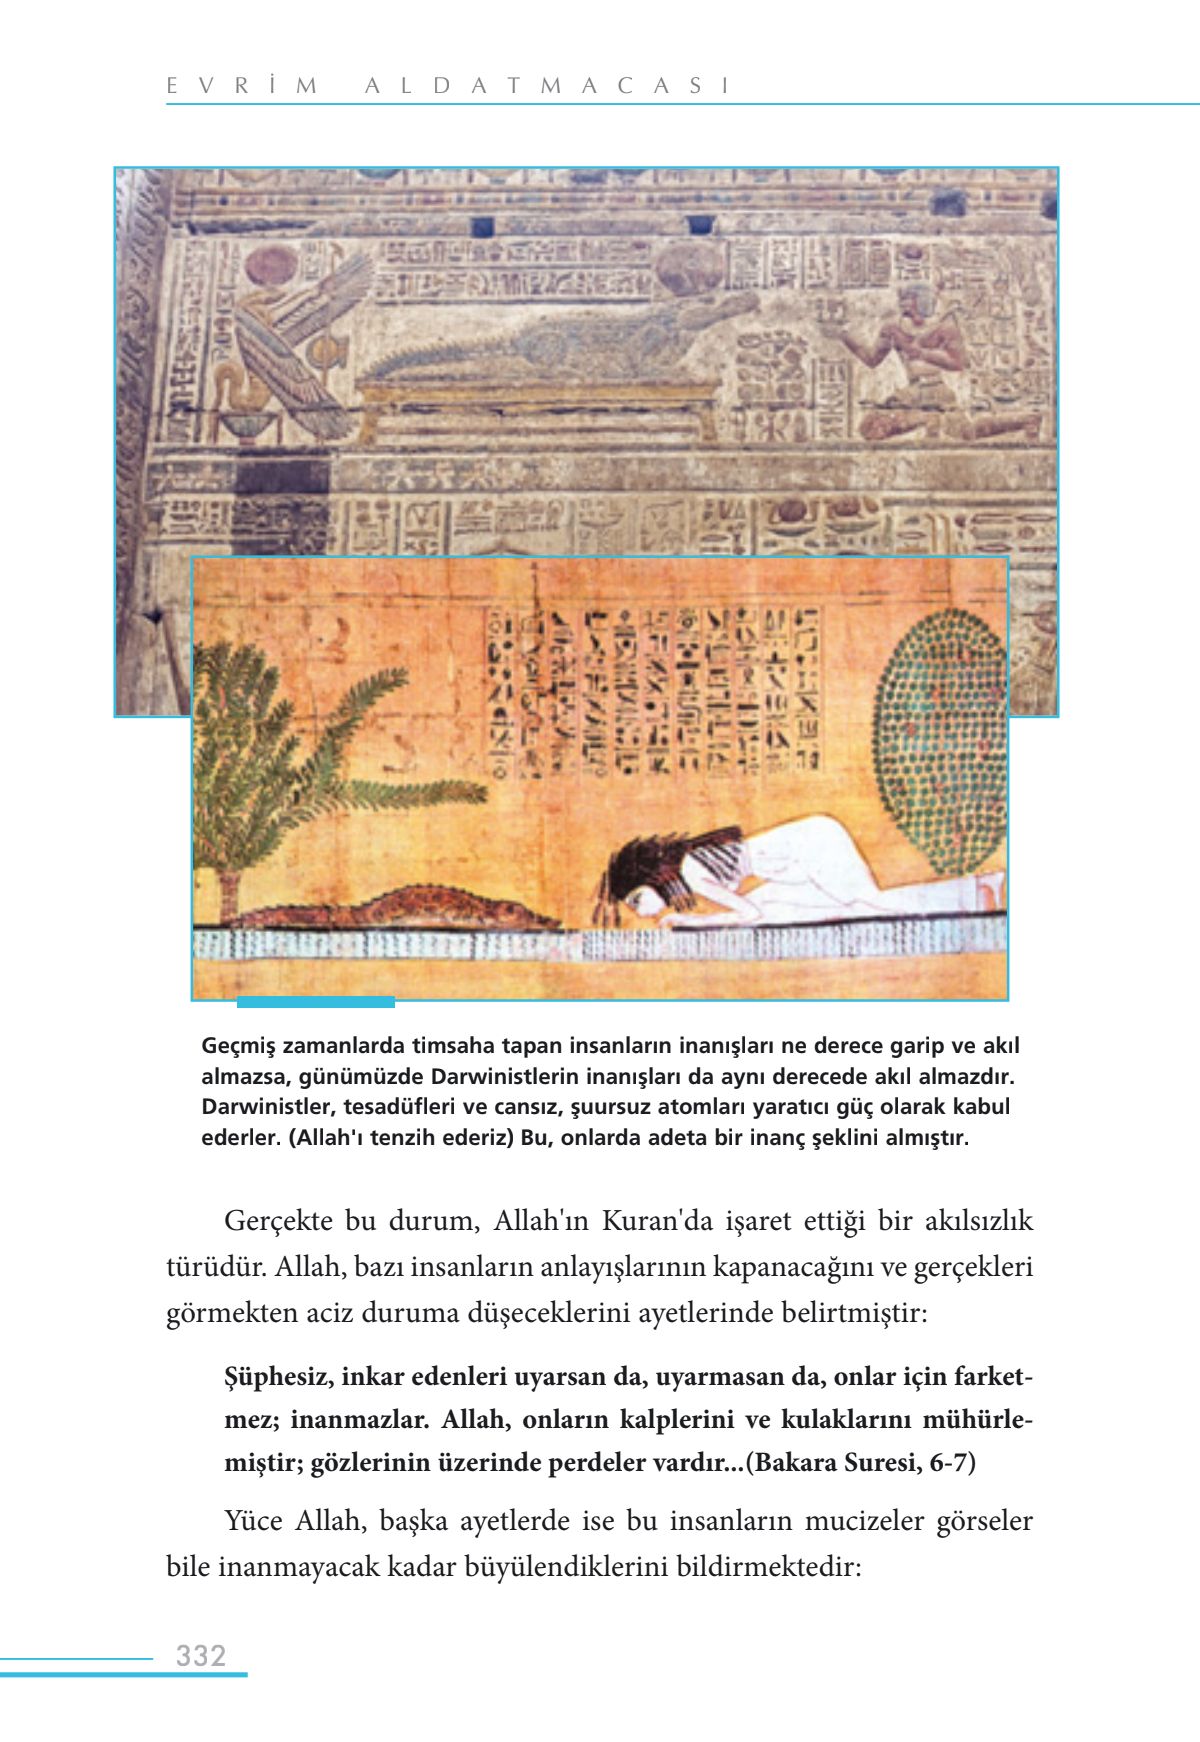 EVRİM ALDATMACASI
Geçmiş zamanlarda timsaha tapan insanların inanışları ne derece garip ve akıl
almazsa, günümüzde Darwinistlerin inanışları da aynı derecede akıl almazdır.
Darwinistler, tesadüfleri ve cansız, şuursuz atomları yaratıcı güç olarak kabul
ederler. (Allah'ı tenzih ederiz) Bu, onlarda adeta bir inanç şeklini almıştır.
Gerçekte bu durum, Allah'ın Kuran'da işaret ettiği bir akılsızlık
türüdür. Allah, bazı insanların anlayışlarının kapanacağını ve gerçekleri
görmekten aciz duruma düşeceklerini ayetlerinde belirtmiştir:
Şüphesiz, inkar edenleri uyarsan da, uyarmasan da, onlar için farket-
mez; inanmazlar. Allah, onların kalplerini ve kulaklarını mühürle-
miştir; gözlerinin üzerinde perdeler vardır...(Bakara Suresi, 6-7)
Yüce Allah, başka ayetlerde ise bu insanların mucizeler görseler
bile inanmayacak kadar büyülendiklerini bildirmektedir:
332